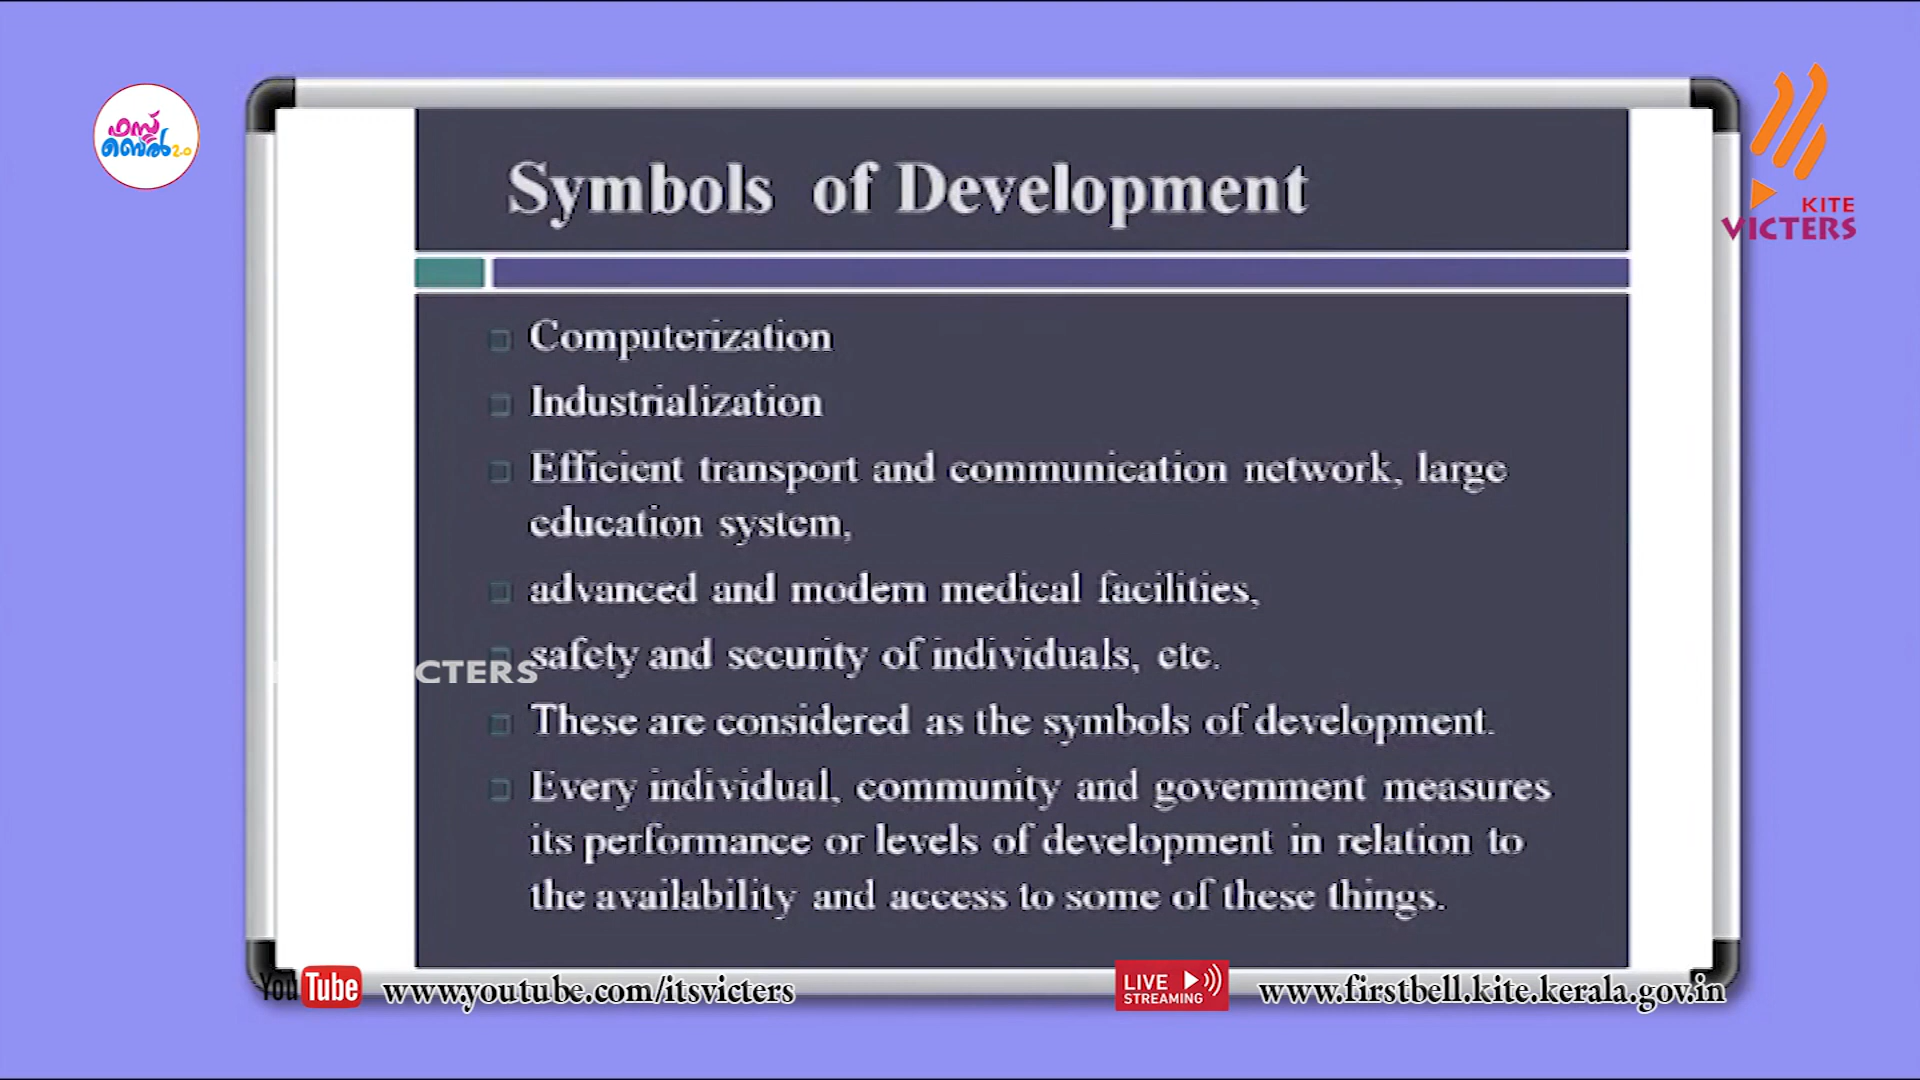 ഫസ്റ്റ്
ബെൽ 2.0
KITE
VICTERS
Symbols of Development
Computerization
Industrialization
Efficient transport and communication network, large
education system,
advanced and modern medical facilities,
safety and security of individuals, etc.
CTERS
These are considered as the symbols of development.
Every individual, community and government measures
its performance or levels of development in relation to
the availability and access to some of these things.
YouTube www.youtube.com/itsvicters
LIVE
STREAMING
www.firstbell.kite.kerala.gov.in